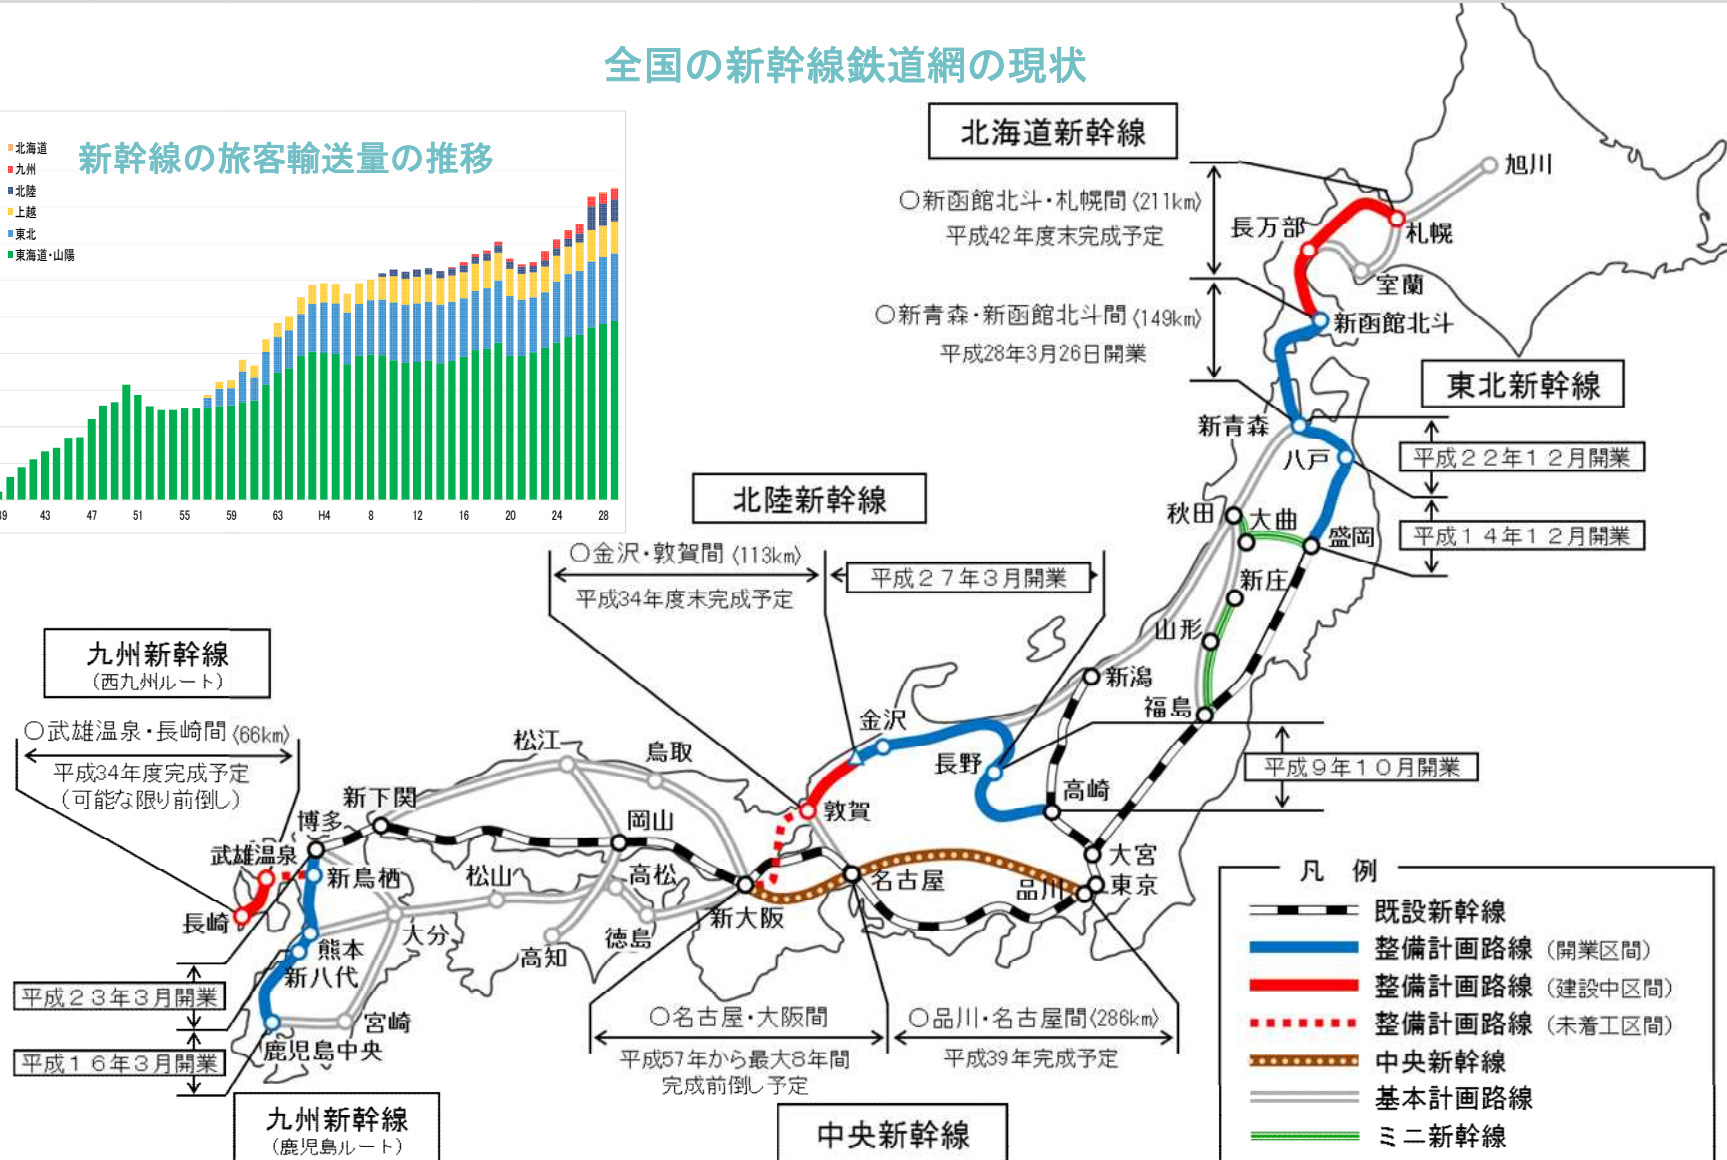 全国の新幹線鉄道網の現状
新幹線の旅客輸送量の推移
北海道
九州
北陸
上越
東北
東海道・山陽
39 43 47 51 55 59 63 H4 8 12 16 20 24 28
北海道新幹線
○新函館北斗・札幌間〈211km〉
平成42年度末完成予定
○新青森・新函館北斗間〈149km〉
平成28年3月26日開業
旭川
長万部
札幌
室蘭
新函館北斗
東北新幹線
新青森
八戸
平成22年12月開業
平成14年12月開業
秋田
大曲
盛岡
新庄
山形
新潟
福島
北陸新幹線
○金沢・敦賀間〈113km〉
平成34年度末完成予定
平成27年3月開業
金沢
長野
高崎
平成9年10月開業
敦賀
大宮
東京
品川
名古屋
九州新幹線
（西九州ルート）
○武雄温泉・長崎間〈66km〉
平成34年度完成予定
（可能な限り前倒し）
松江
鳥取
新下関
博多
岡山
武雄温泉
新鳥栖
松山
高松
新大阪
長崎
大分
徳島
高知
熊本
新八代
平成23年3月開業
宮崎
鹿児島中央
平成16年3月開業
九州新幹線
（鹿児島ルート）
○名古屋・大阪間
平成57年から最大8年間
完成前倒し予定
○品川・名古屋間〈286km〉
平成39年完成予定
中央新幹線
凡 例
既設新幹線
整備計画路線（開業区間）
整備計画路線（建設中区間）
整備計画路線（未着工区間）
中央新幹線
基本計画路線
ミニ新幹線